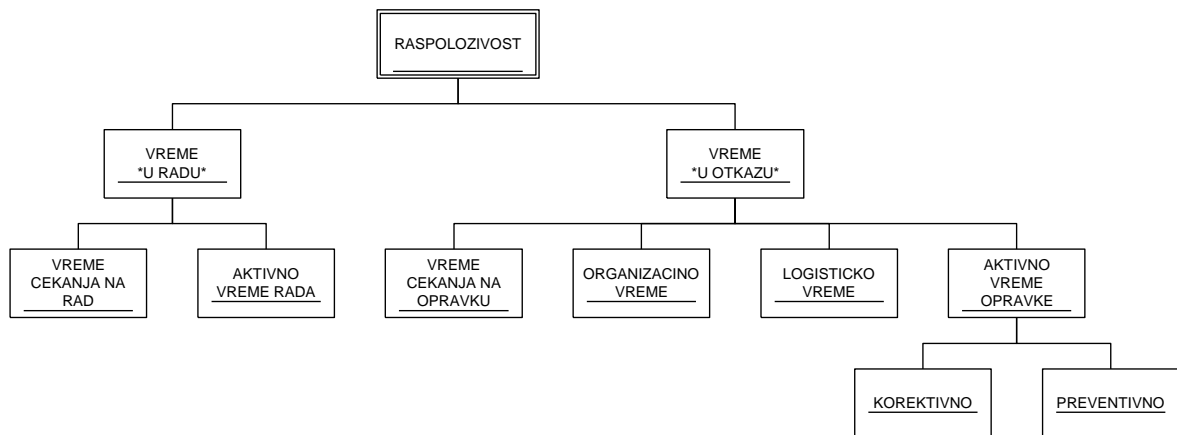 RASPOLOZIVOST
VREME
*U RADU*
VREME
*U OTKAZU*
VREME
CEKANJA NA
RAD
AKTIVNO
VREME RADA
VREME
CEKANJA NA
OPRAVKU
ORGANIZACINO
VREME
LOGISTICKO
VREME
AKTIVNO
VREME
OPRAVKE
KOREKTIVNO
PREVENTIVNO